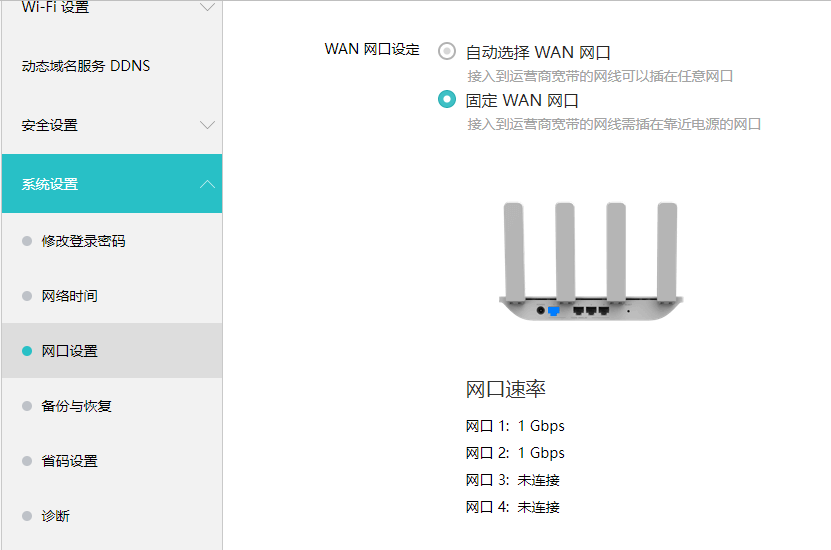 Wi-Fi 设置
动态域名服务 DDNS
安全设置
系统设置
修改登录密码
网络时间
网口设置
备份与恢复
省码设置
诊断
WAN 网口设定
自动选择 WAN 网口
接入到运营商宽带的网线可以插在任意网口
固定 WAN 网口
接入到运营商宽带的网线需插在靠近电源的网口
网口速率
网口 1: 1 Gbps
网口 2: 1 Gbps
网口 3: 未连接
网口 4: 未连接